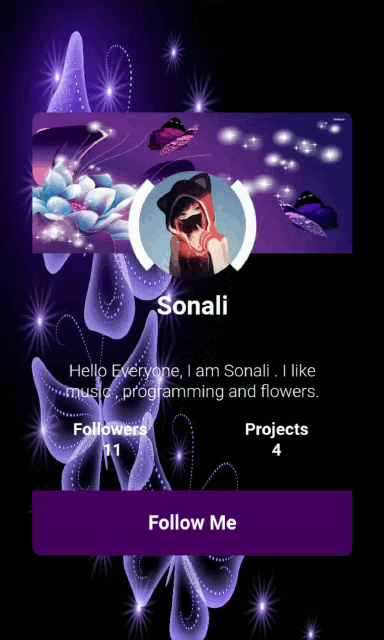 Sonali
Hello Everyone, I am Sonali . I like
music , programming and flowers.
Followers
11
Projects
4
Follow Me